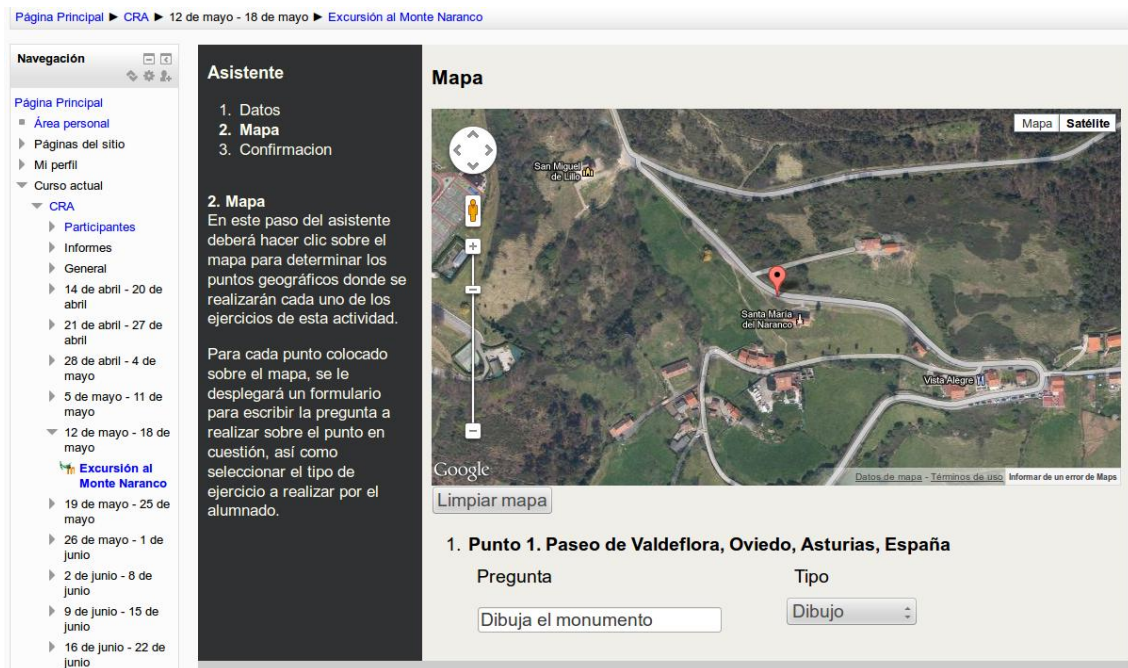 Página Principal ► CRA ► 12 de mayo - 18 de mayo ► Excursión al Monte Naranco
Navegación
Página Principal
Área personal
Páginas del sitio
Mi perfil
Curso actual
CRA
Participantes
Informes
General
14 de abril - 20 de
abril
21 de abril - 27 de
abril
28 de abril - 4 de
mayo
5 de mayo - 11 de
mayo
12 de mayo - 18 de
mayo
Excursión al
Monte Naranco
19 de mayo - 25 de
mayo
26 de mayo - 1 de
junio
2 de junio - 8 de
junio
9 de junio - 15 de
junio
16 de junio - 22 de
junio
Asistente
1. Datos
2. Mapa
3. Confirmacion
2. Mapa
En este paso del asistente
deberá hacer clic sobre el
mapa para determinar los
puntos geográficos donde se
realizarán cada uno de los
ejercicios de esta actividad.
Para cada punto colocado
sobre el mapa, se le
desplegará un formulario
para escribir la pregunta a
realizar sobre el punto en
cuestión, así como
seleccionar el tipo de
ejercicio a realizar por el
alumnado.
Mapa
Mapa Satélite
San Miguel
de Lillo
Santa María
del Naranco
Vista Alegre
Google
Datos de mapa - Términos de uso Informar de un error de Maps
Limpiar mapa
1. Punto 1. Paseo de Valdeflora, Oviedo, Asturias, España
Pregunta Tipo
Dibuja el monumento Dibujo